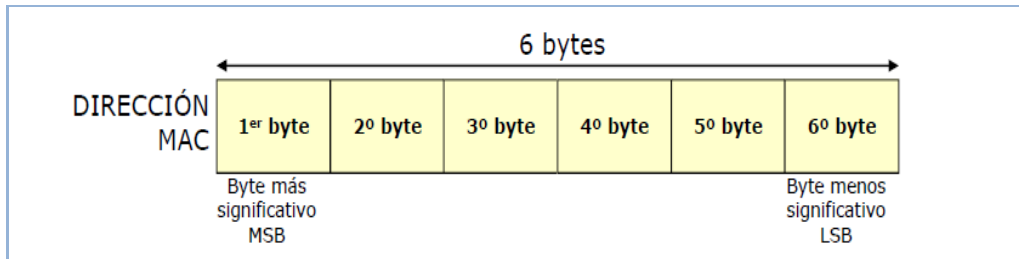 6 bytes
DIRECCIÓN
MAC
1er byte 2º byte 3º byte 4º byte 5º byte 6º byte
Byte más
significativo
MSB
Byte menos
significativo
LSB